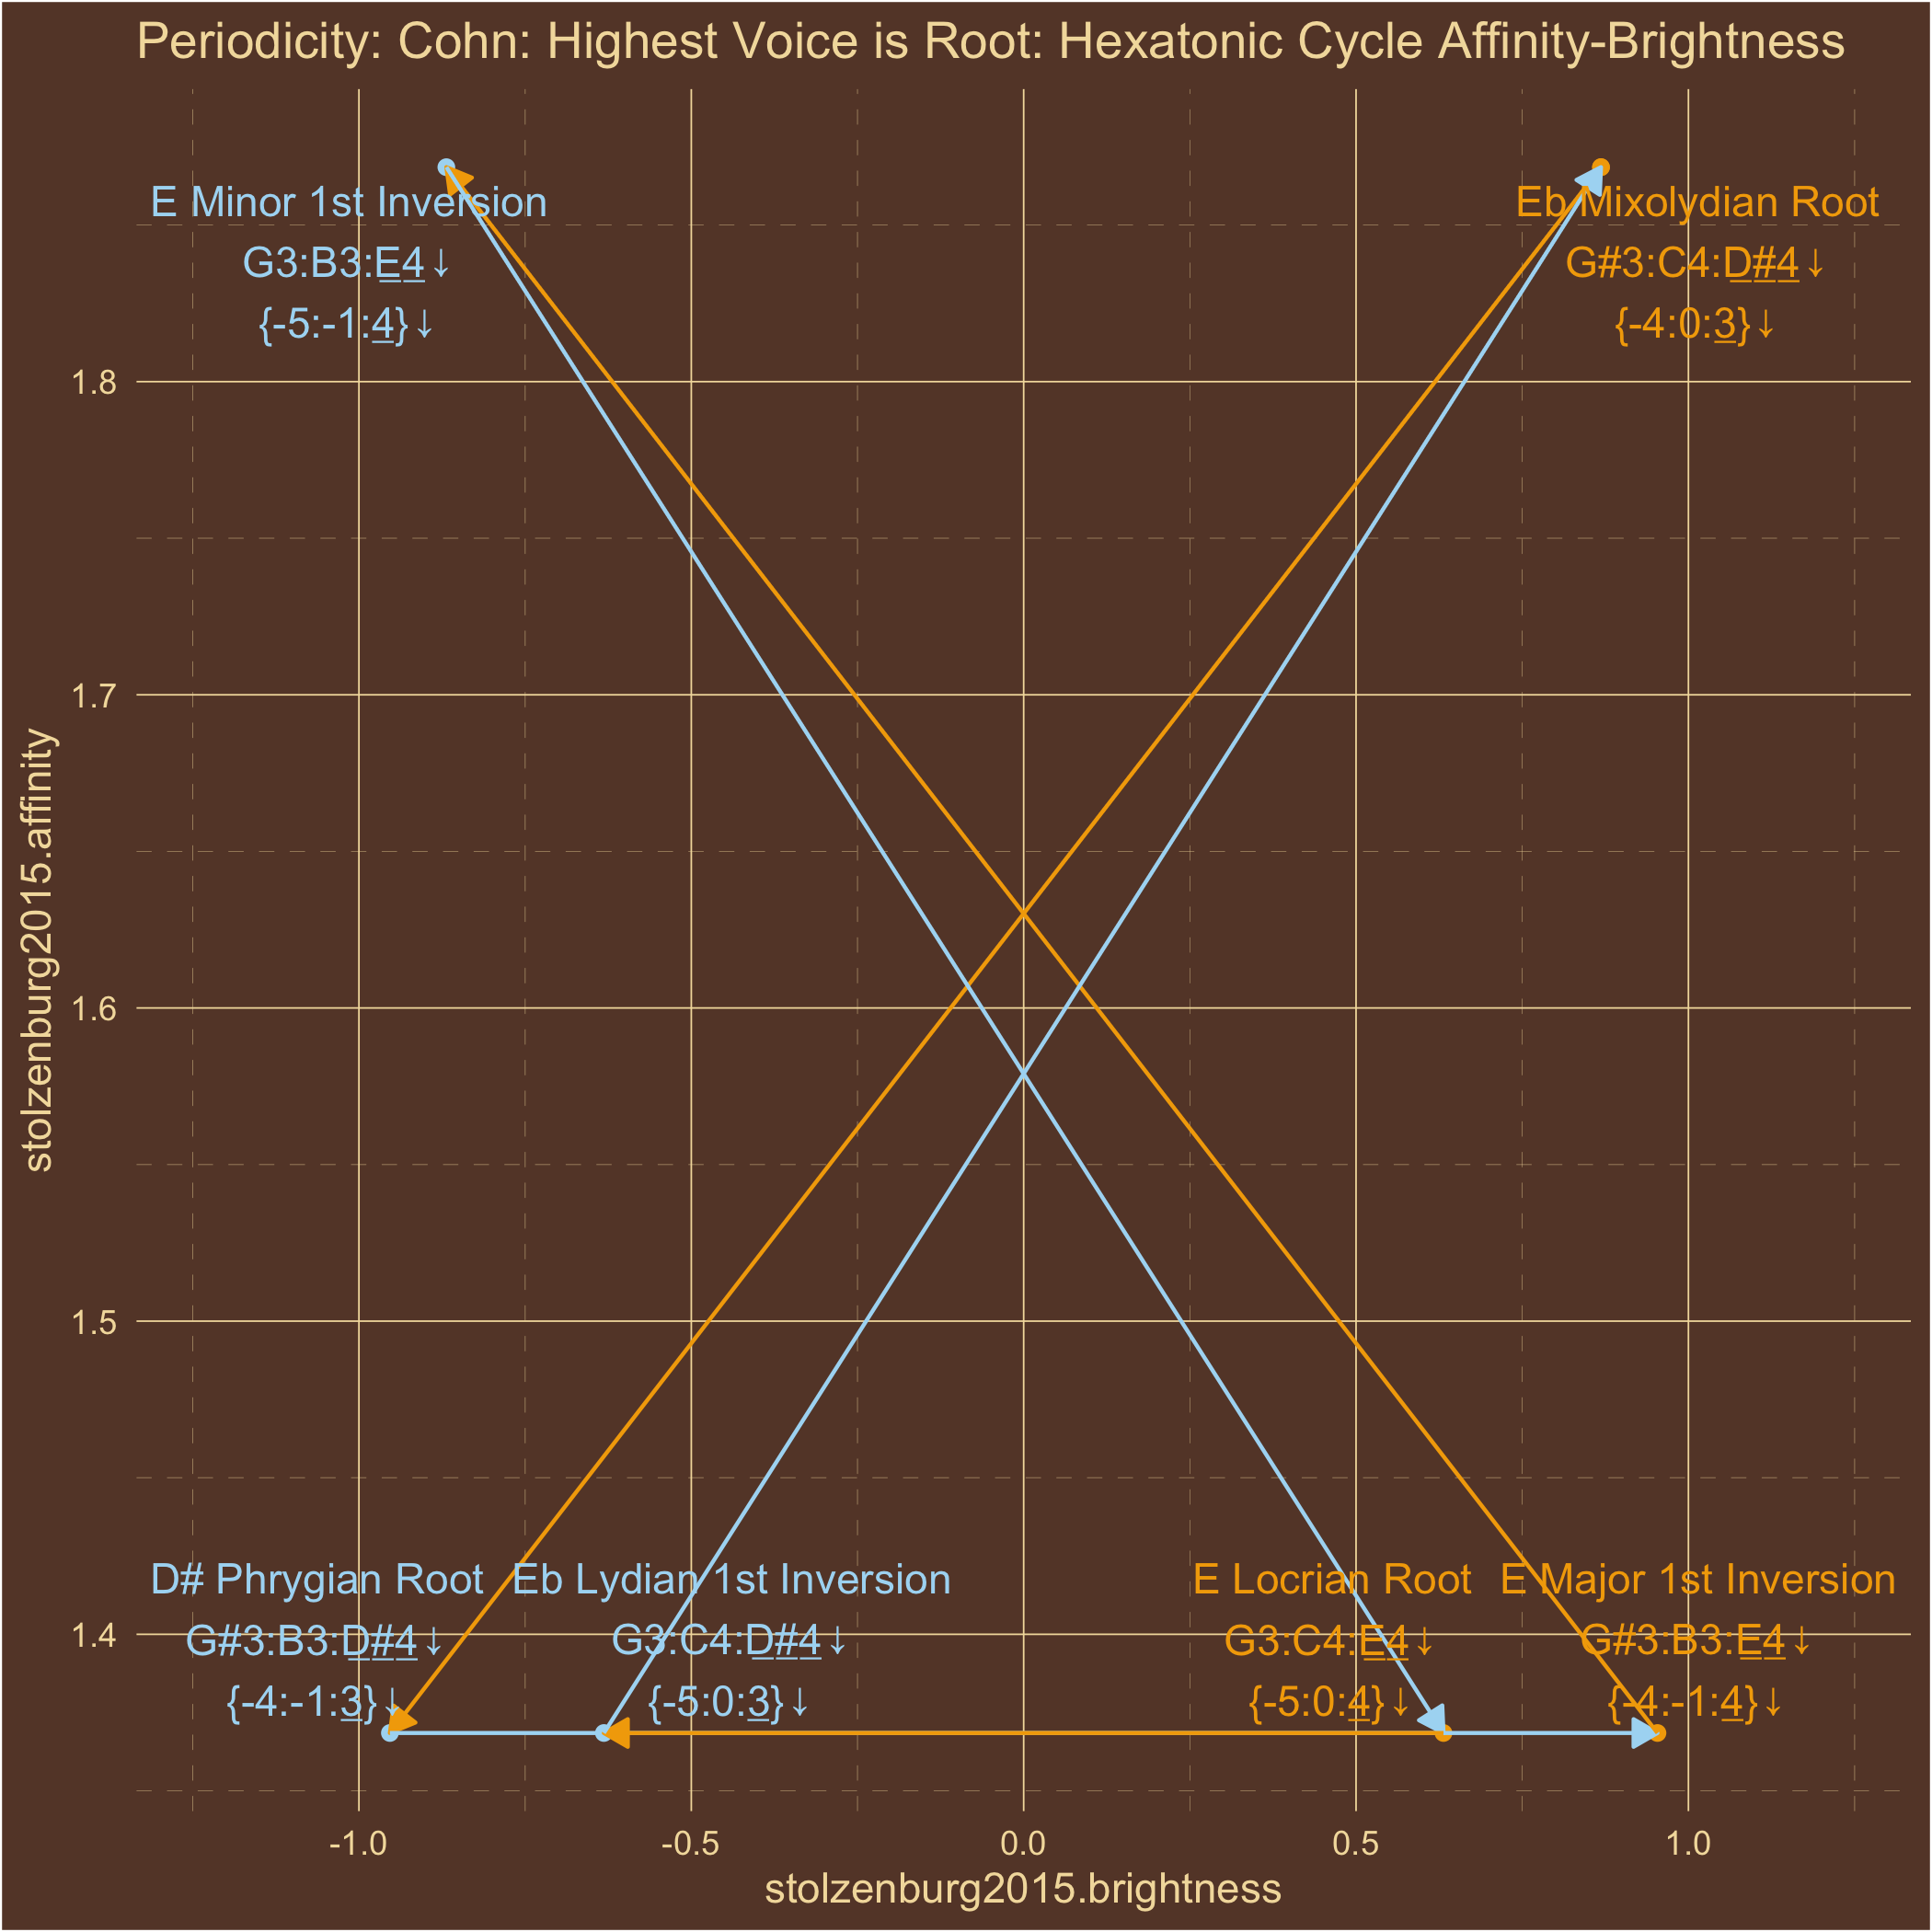 Periodicity: Cohn: Highest Voice is Root: Hexatonic Cycle Affinity-Brightness
E Minor 1st Inversion
G3:B3:E4↓
{-5:-1:4}↓
Eb Mixolydian Root
G#3:C4:D#4↓
{-4:0:3}↓
stolzenburg2015.affinity
1.8
1.7
1.6
1.5
1.4
D# Phrygian Root
G#3:B3:D#4↓
{-4:-1:3}↓
Eb Lydian 1st Inversion
G3:C4:D#4↓
{-5:0:3}↓
E Locrian Root
G3:C4:E4↓
{-5:0:4}↓
E Major 1st Inversion
G#3:B3:E4↓
{-4:-1:4}↓
-1.0 -0.5 0.0 0.5 1.0
stolzenburg2015.brightness